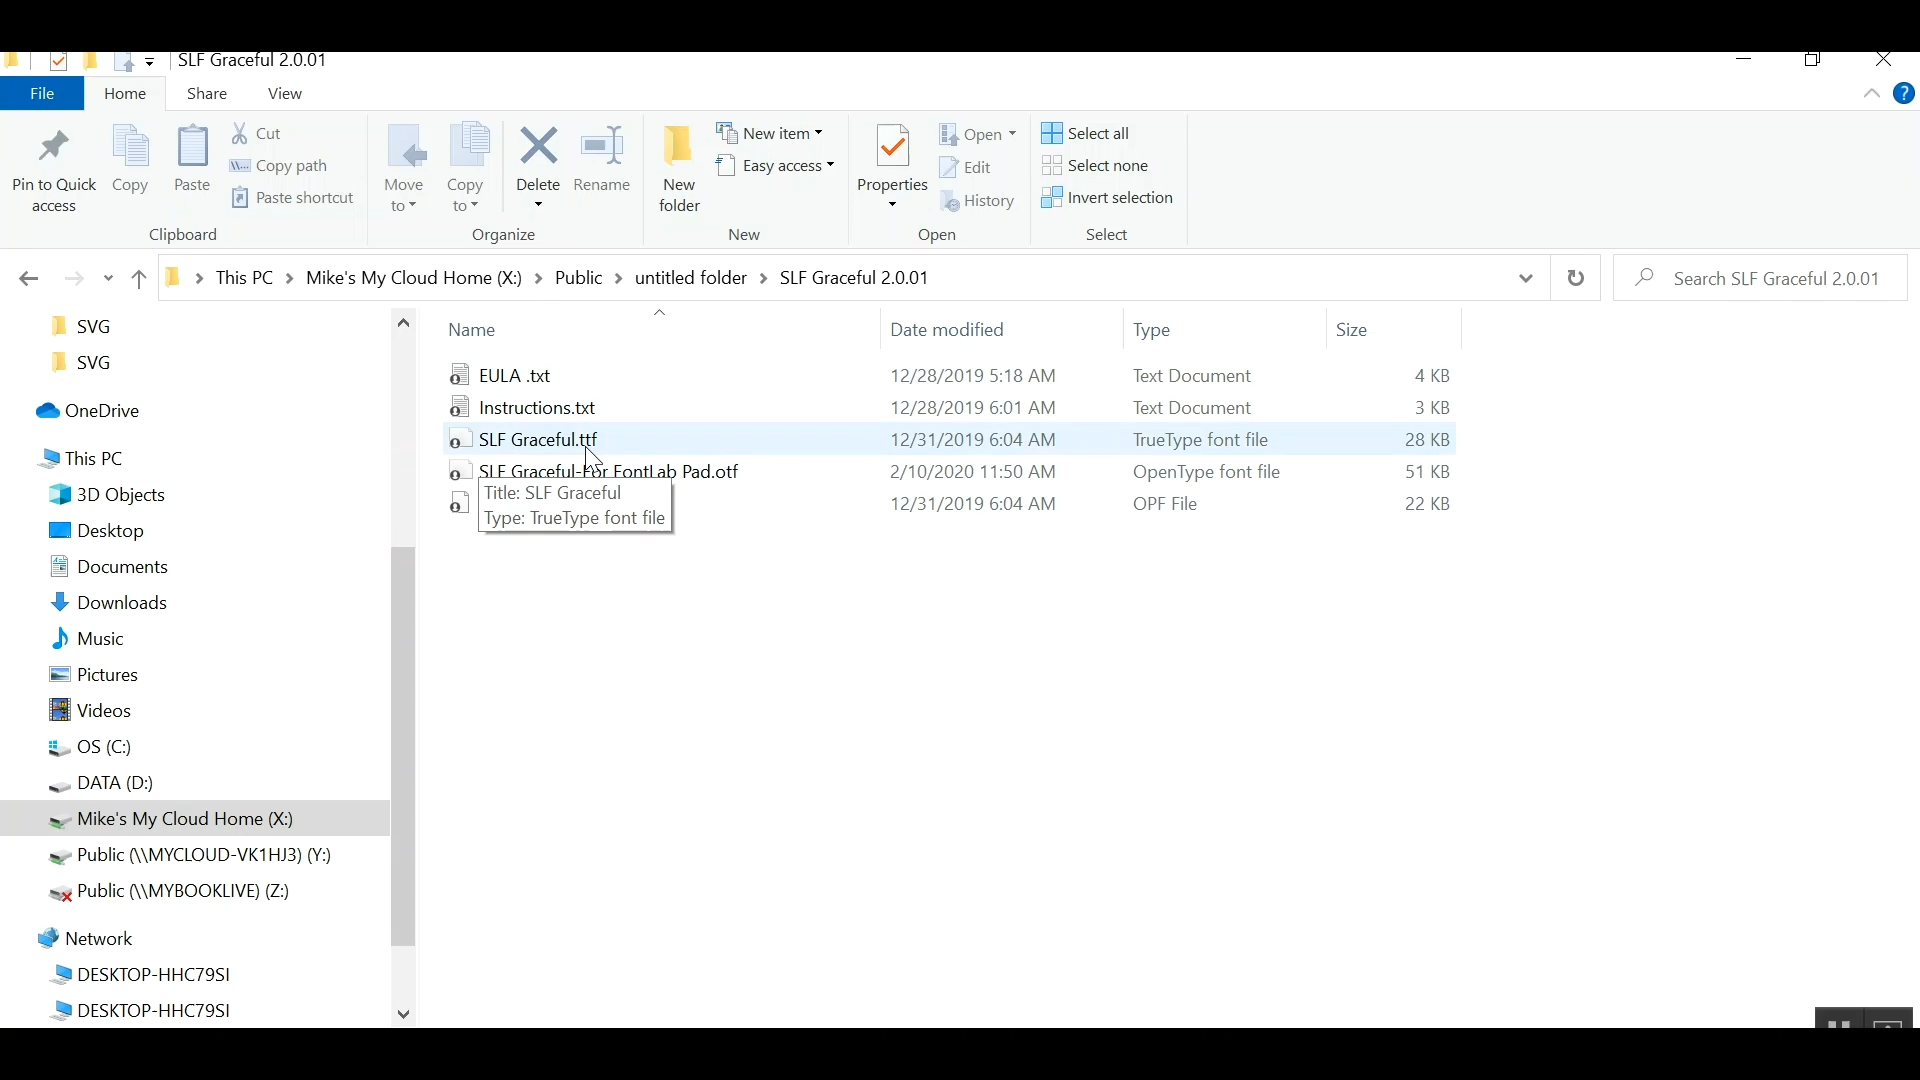 SLF Graceful 2.0.01
File Home Share View
Pin to Quick access
Copy
Paste
Cut
Copy path
Paste shortcut
Clipboard
Move to
Copy to
Delete
Rename
Organize
New folder
New item
Easy access
New
Properties
Open
Edit
History
Open
Select all
Select none
Invert selection
Select
This PC > Mike's My Cloud Home (X:) > Public > untitled folder > SLF Graceful 2.0.01
Search SLF Graceful 2.0.01
SVG
SVG
OneDrive
This PC
3D Objects
Desktop
Documents
Downloads
Music
Pictures
Videos
OS (C:)
DATA (D:)
Mike's My Cloud Home (X:)
Public (\\MYCLOUD-VK1HJ3) (Y:)
Public (\\MYBOOKLIVE) (Z:)
Network
DESKTOP-HHC79SI
DESKTOP-HHC79SI
Name Date modified Type Size
EULA .txt 12/28/2019 5:18 AM Text Document 4 KB
Instructions.txt 12/28/2019 6:01 AM Text Document 3 KB
SLF Graceful.ttf 12/31/2019 6:04 AM TrueType font file 28 KB
SLF Graceful-For FontLab Pad.otf 2/10/2020 11:50 AM OpenType font file 51 KB
12/31/2019 6:04 AM OPF File 22 KB
Title: SLF Graceful
Type: TrueType font file